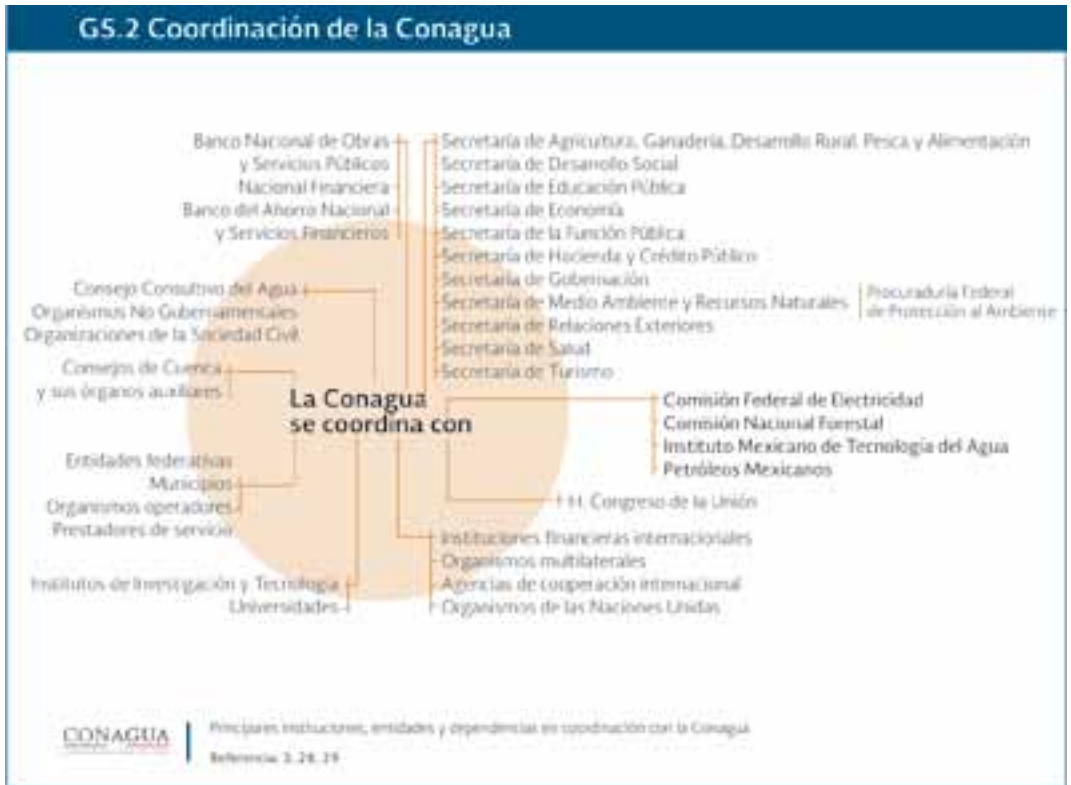 G5.2 Coordinación de la Conagua
Banco Nacional de Obras
y Servicios Públicos
Nacional Financiera
Banco del Ahorro Nacional
y Servicios Financieros
Consejo Consultivo del Agua
Organismos No Gubernamentales
Organizaciones de la Sociedad Civil
Consejos de Cuenca
y sus órganos auxiliares
Entidades federativas
Municipios
Organismos operadores
Prestadores de servicio
Institutos de Investigación y Tecnología
Universidades
La Conagua
se coordina con
Secretaría de Agricultura, Ganadería, Desarrollo Rural, Pesca y Alimentación
Secretaría de Desarrollo Social
Secretaría de Educación Pública
Secretaría de Economía
Secretaría de la Función Pública
Secretaría de Hacienda y Crédito Público
Secretaría de Gobernación
Secretaría de Medio Ambiente y Recursos Naturales
Procuraduría Federal
de Protección al Ambiente
Secretaría de Relaciones Exteriores
Secretaría de Salud
Secretaría de Turismo
Comisión Federal de Electricidad
Comisión Nacional Forestal
Instituto Mexicano de Tecnología del Agua
Petróleos Mexicanos
H. Congreso de la Unión
Instituciones financieras internacionales
Organismos multilaterales
Agencias de cooperación internacional
Organismos de las Naciones Unidas
CONAGUA
Principales instituciones, entidades y dependencias en coordinación con la Conagua
Referencia: 3, 28, 29